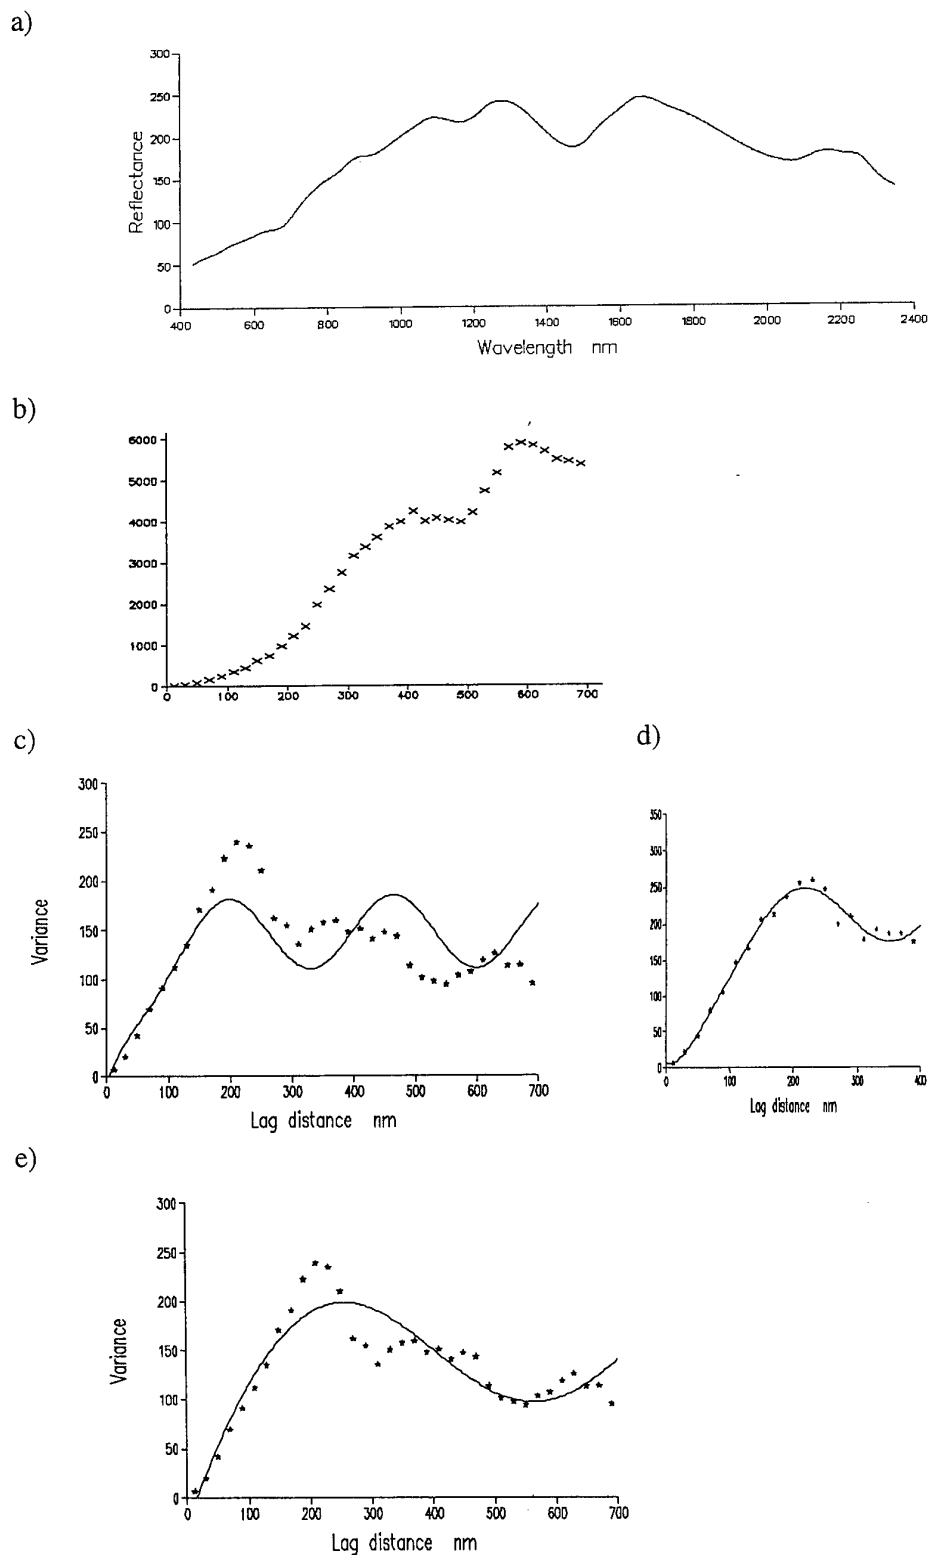 a)
300
250
200
150
100
50
0
Reflectance
400 600 800 1000 1200 1400 1600 1800 2000 2200 2400
Wavelength nm
b)
6000
5000
4000
3000
2000
1000
0
0 100 200 300 400 500 600 700
c)
300
250
200
150
100
50
0
Variance
0 100 200 300 400 500 600 700
Lag distance nm
d)
350
300
250
200
150
100
50
0
0 100 200 300 400
Lag distance nm
e)
300
250
200
150
100
50
0
Variance
0 100 200 300 400 500 600 700
Lag distance nm